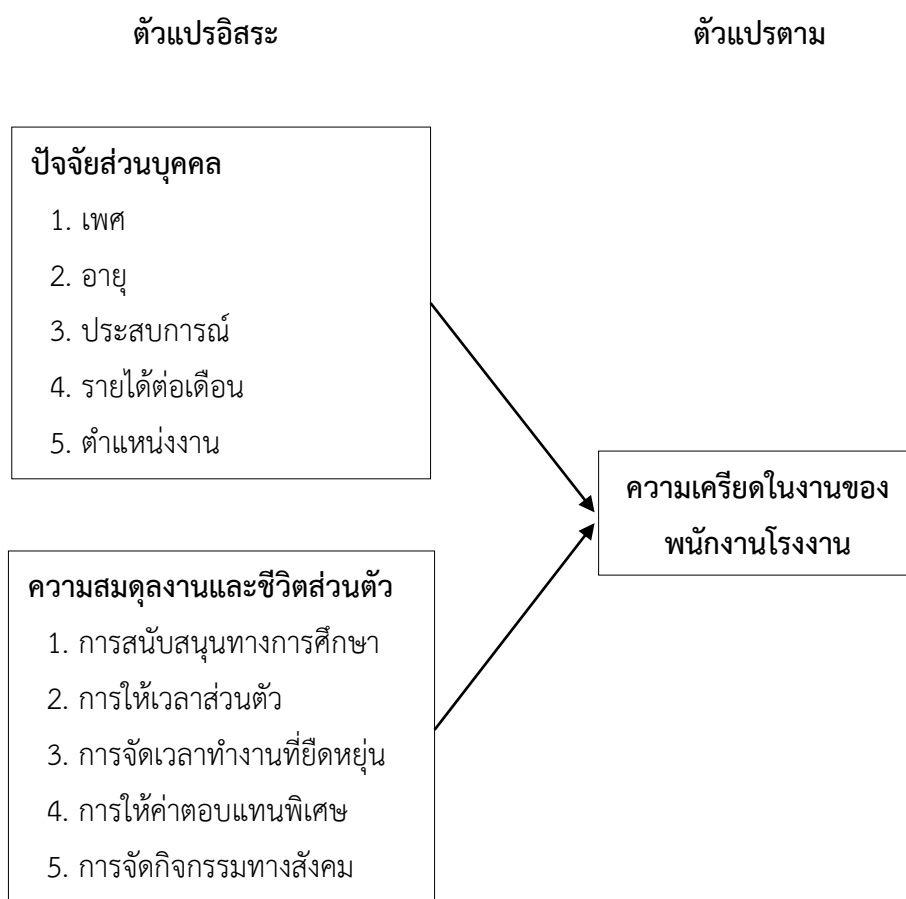 ตัวแปรอิสระ
ตัวแปรตาม
ปัจจัยส่วนบุคคล
1. เพศ
2. อายุ
3. ประสบการณ์
4. รายได้ต่อเดือน
5. ตำแหน่งงาน
ความเครียดในงานของ
พนักงานโรงงาน
ความสมดุลงานและชีวิตส่วนตัว
1. การสนับสนุนทางการศึกษา
2. การให้เวลาส่วนตัว
3. การจัดเวลาทำงานที่ยืดหยุ่น
4. การให้ค่าตอบแทนพิเศษ
5. การจัดกิจกรรมทางสังคม